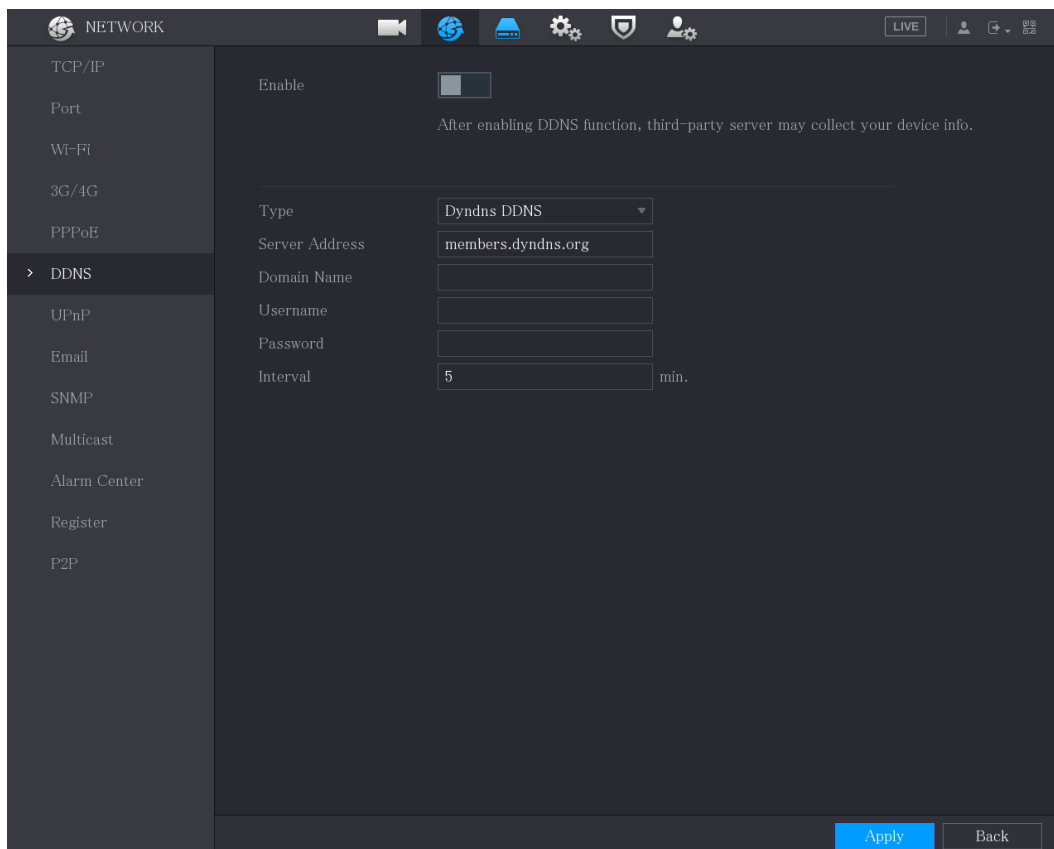 NETWORK
LIVE
TCP/IP
Port
Wi-Fi
3G/4G
PPPoE
DDNS
UPnP
Email
SNMP
Multicast
Alarm Center
Register
P2P
Enable
After enabling DDNS function, third-party server may collect your device info.
Type Dyndns DDNS
Server Address members.dyndns.org
Domain Name
Username
Password
Interval 5 min.
Apply Back